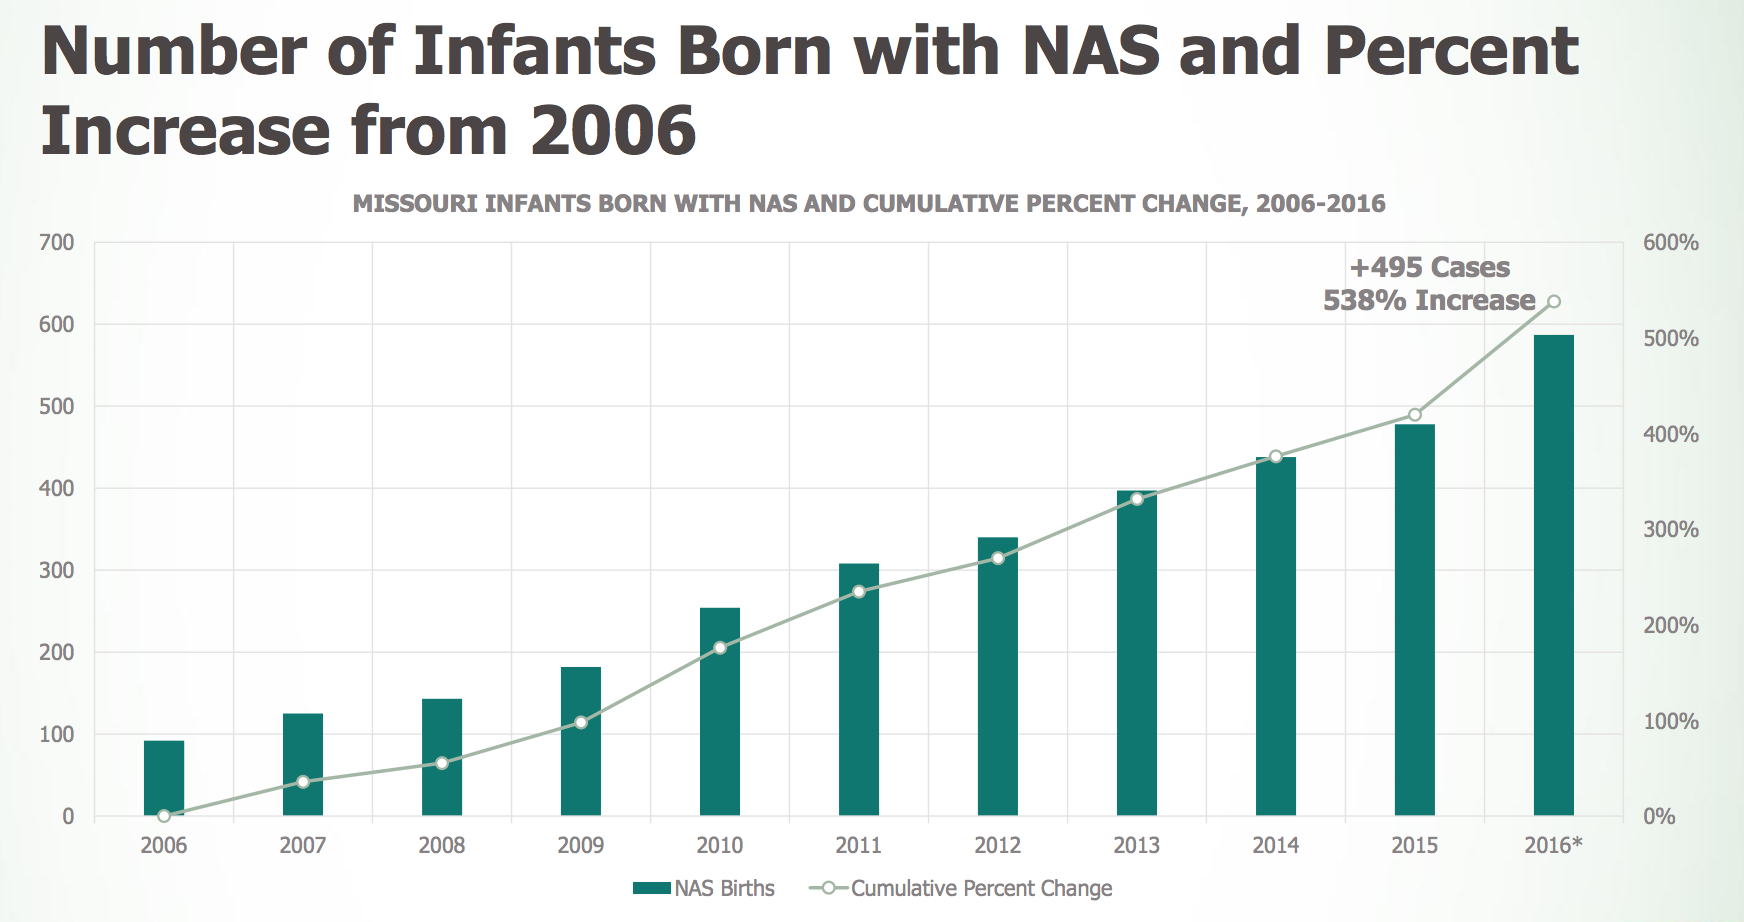 Number of Infants Born with NAS and Percent
Increase from 2006
MISSOURI INFANTS BORN WITH NAS AND CUMULATIVE PERCENT CHANGE, 2006-2016
700
600
500
400
300
200
100
0
+495 Cases
538% Increase
600%
500%
400%
300%
200%
100%
0%
2006 2007 2008 2009 2010 2011 2012 2013 2014 2015 2016*
NAS Births Cumulative Percent Change